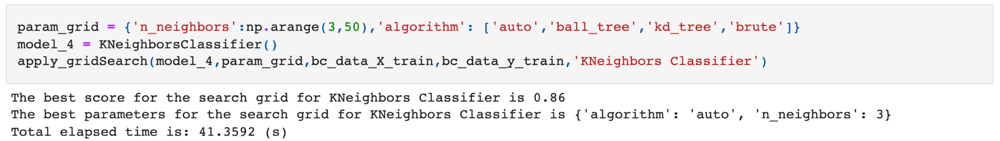 param_grid = {'n_neighbors':np.arange(3,50),'algorithm': ['auto','ball_tree','kd_tree','brute']}
model_4 = KNeighborsClassifier()
apply_gridSearch(model_4,param_grid,bc_data_X_train,bc_data_y_train,'KNeighbors Classifier')
The best score for the search grid for KNeighbors Classifier is 0.86
The best parameters for the search grid for KNeighbors Classifier is {'algorithm': 'auto', 'n_neighbors': 3}
Total elapsed time is: 41.3592 (s)